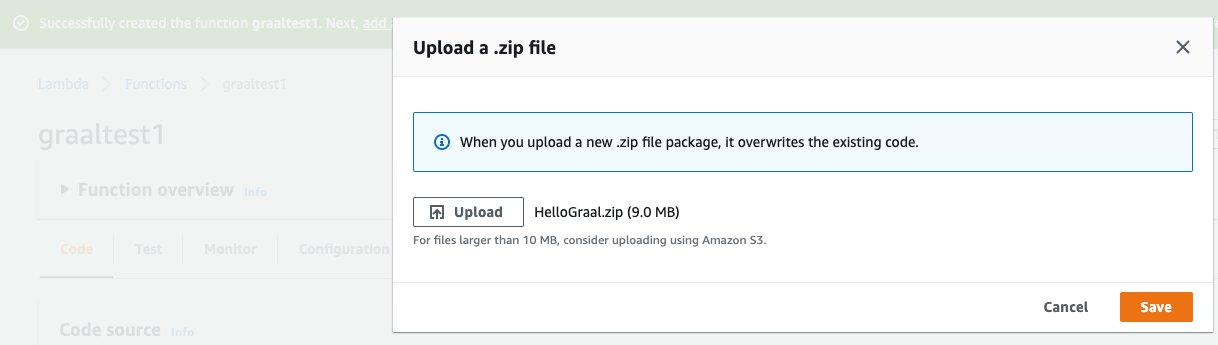 Successfully created the function graaltest1. Next, add
Upload a .zip file
Lambda Functions graaltest1
graaltest1
When you upload a new .zip file package, it overwrites the existing code.
Function overview Info
Upload HelloGraal.zip (9.0 MB)
For files larger than 10 MB, consider uploading using Amazon S3.
Code Test Monitor Configuration
Cancel Save
Code source Info